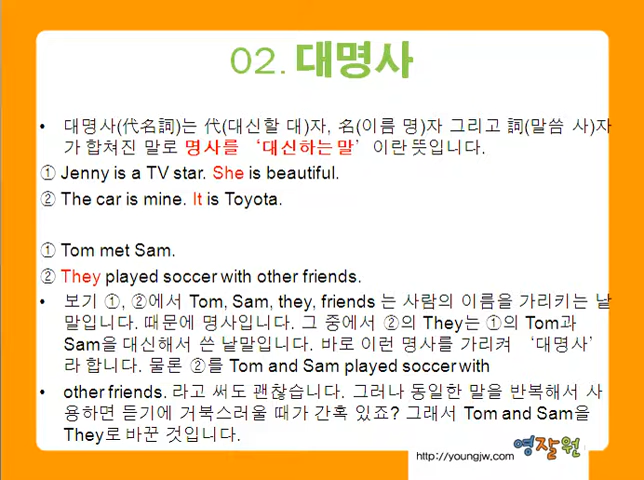 02. 대명사
• 대명사(代名詞)는 代(대신할 대)자, 名(이름 명)자 그리고 詞(말씀 사)자
가 합쳐진 말로 명사를 ‘대신하는 말’ 이란 뜻입니다.
① Jenny is a TV star. She is beautiful.
② The car is mine. It is Toyota.
① Tom met Sam.
② They played soccer with other friends.
• 보기 ①, ②에서 Tom, Sam, they, friends 는 사람의 이름을 가리키는 낱
말입니다. 때문에 명사입니다. 그 중에서 ②의 They는 ①의 Tom과
Sam을 대신해서 쓴 낱말입니다. 바로 이런 명사를 가리켜 ‘대명사’
라 합니다. 물론 ②를 Tom and Sam played soccer with
• other friends. 라고 써도 괜찮습니다. 그러나 동일한 말을 반복해서 사
용하면 듣기에 거북스러울 때가 간혹 있죠? 그래서 Tom and Sam을
They로 바꾼 것입니다.
http://youngjw.com 영잘원